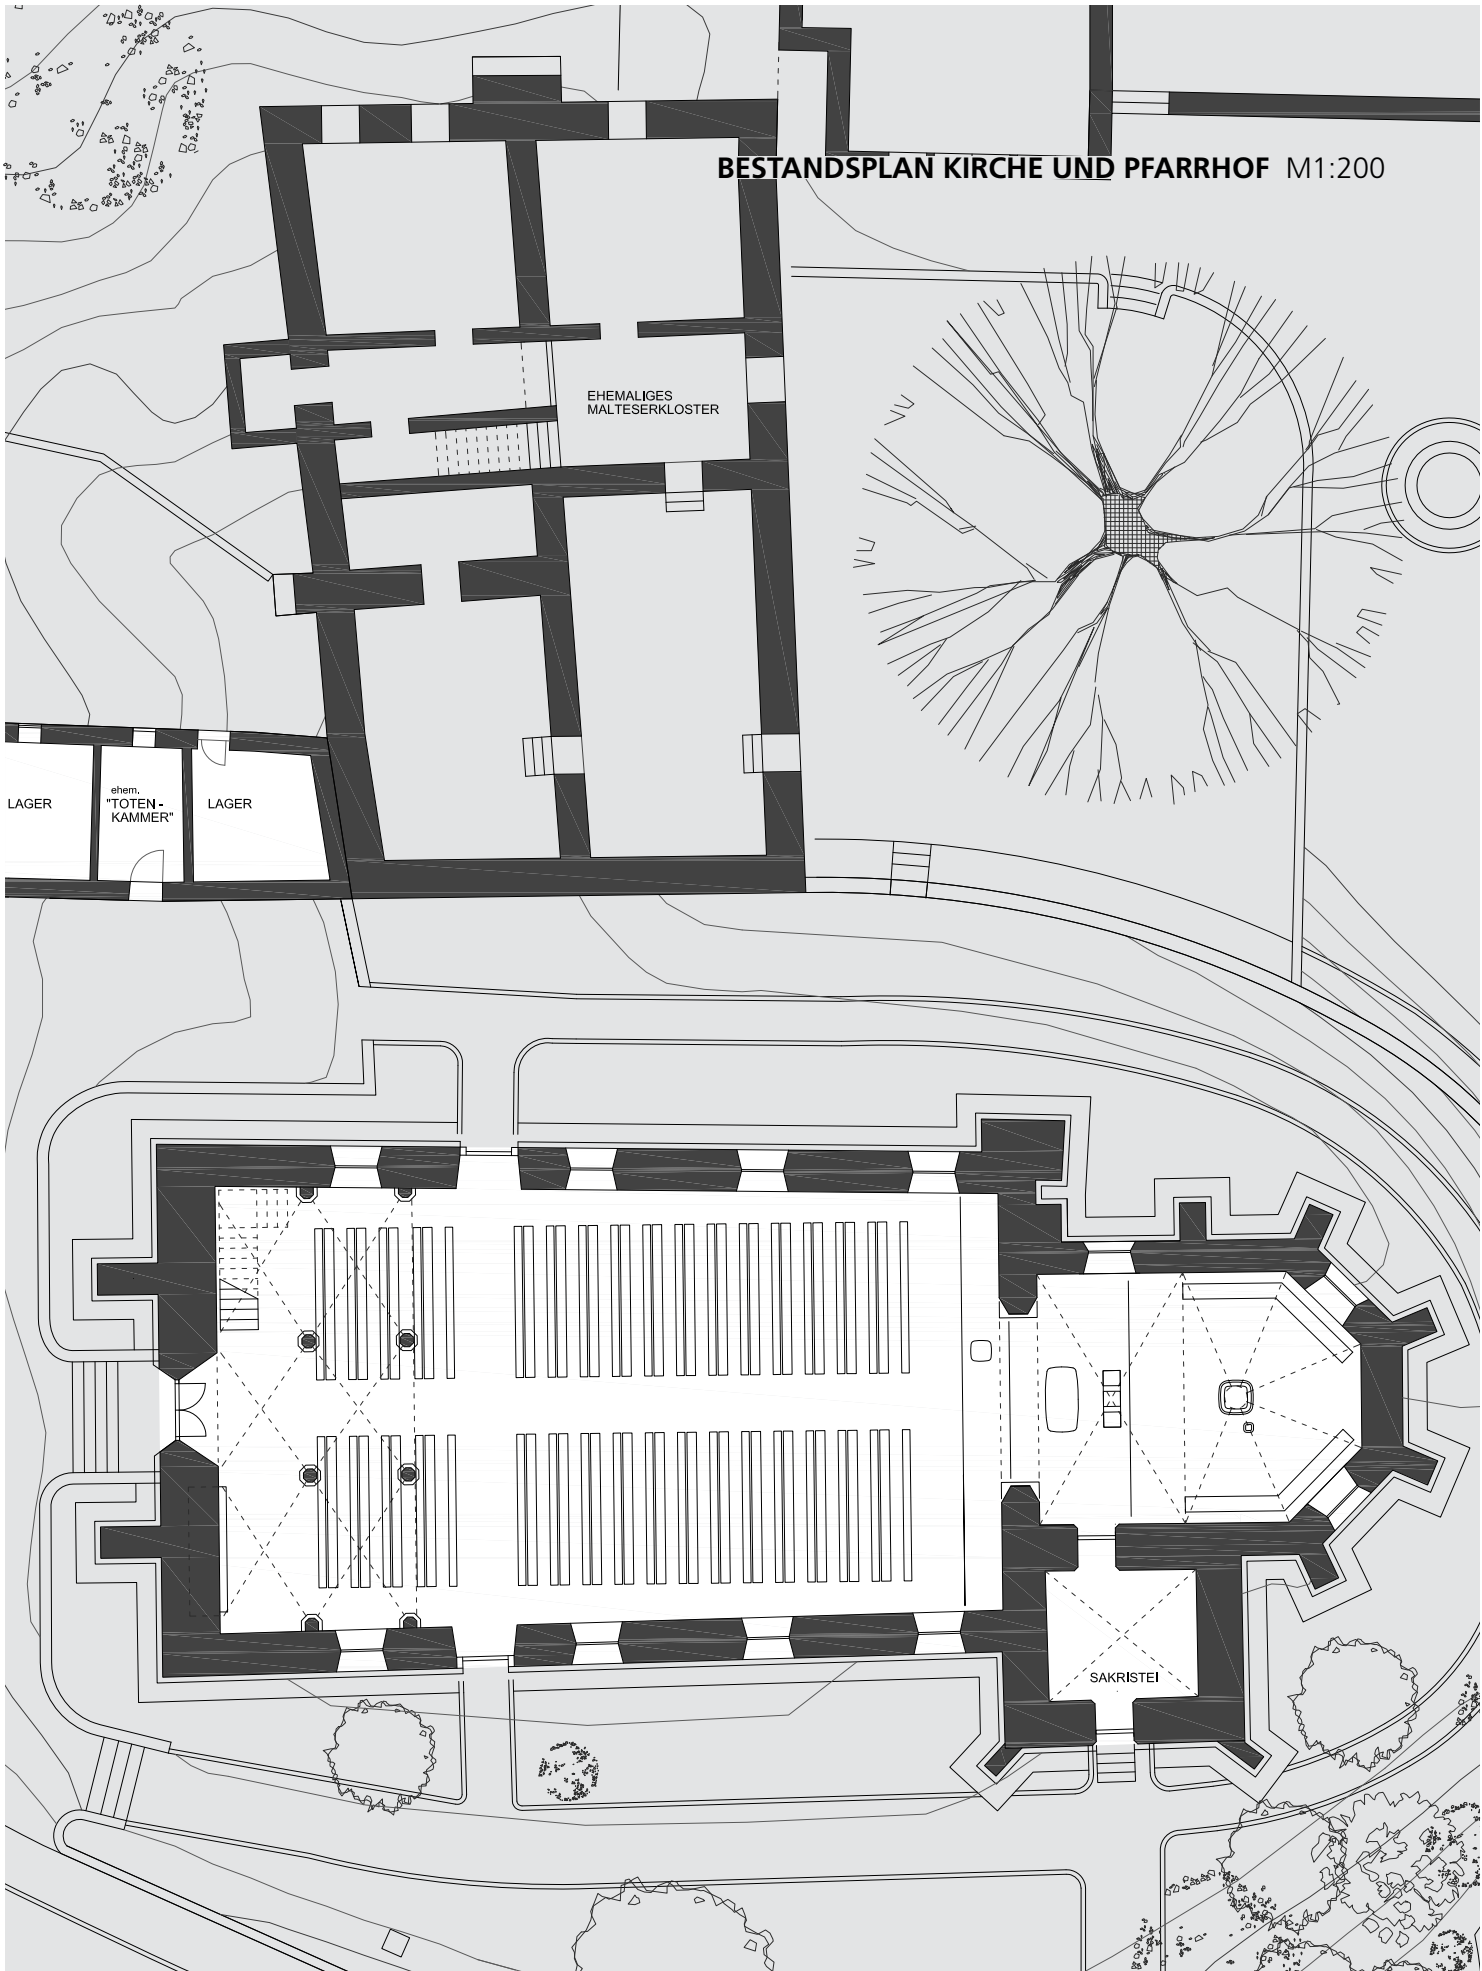 BESTANDSPLAN KIRCHE UND PFARRHOF M1:200
EHEMALIGES
MALTESERKLOSTER
LAGER
ehem.
"TOTEN -
KAMMER"
LAGER
SAKRISTEI